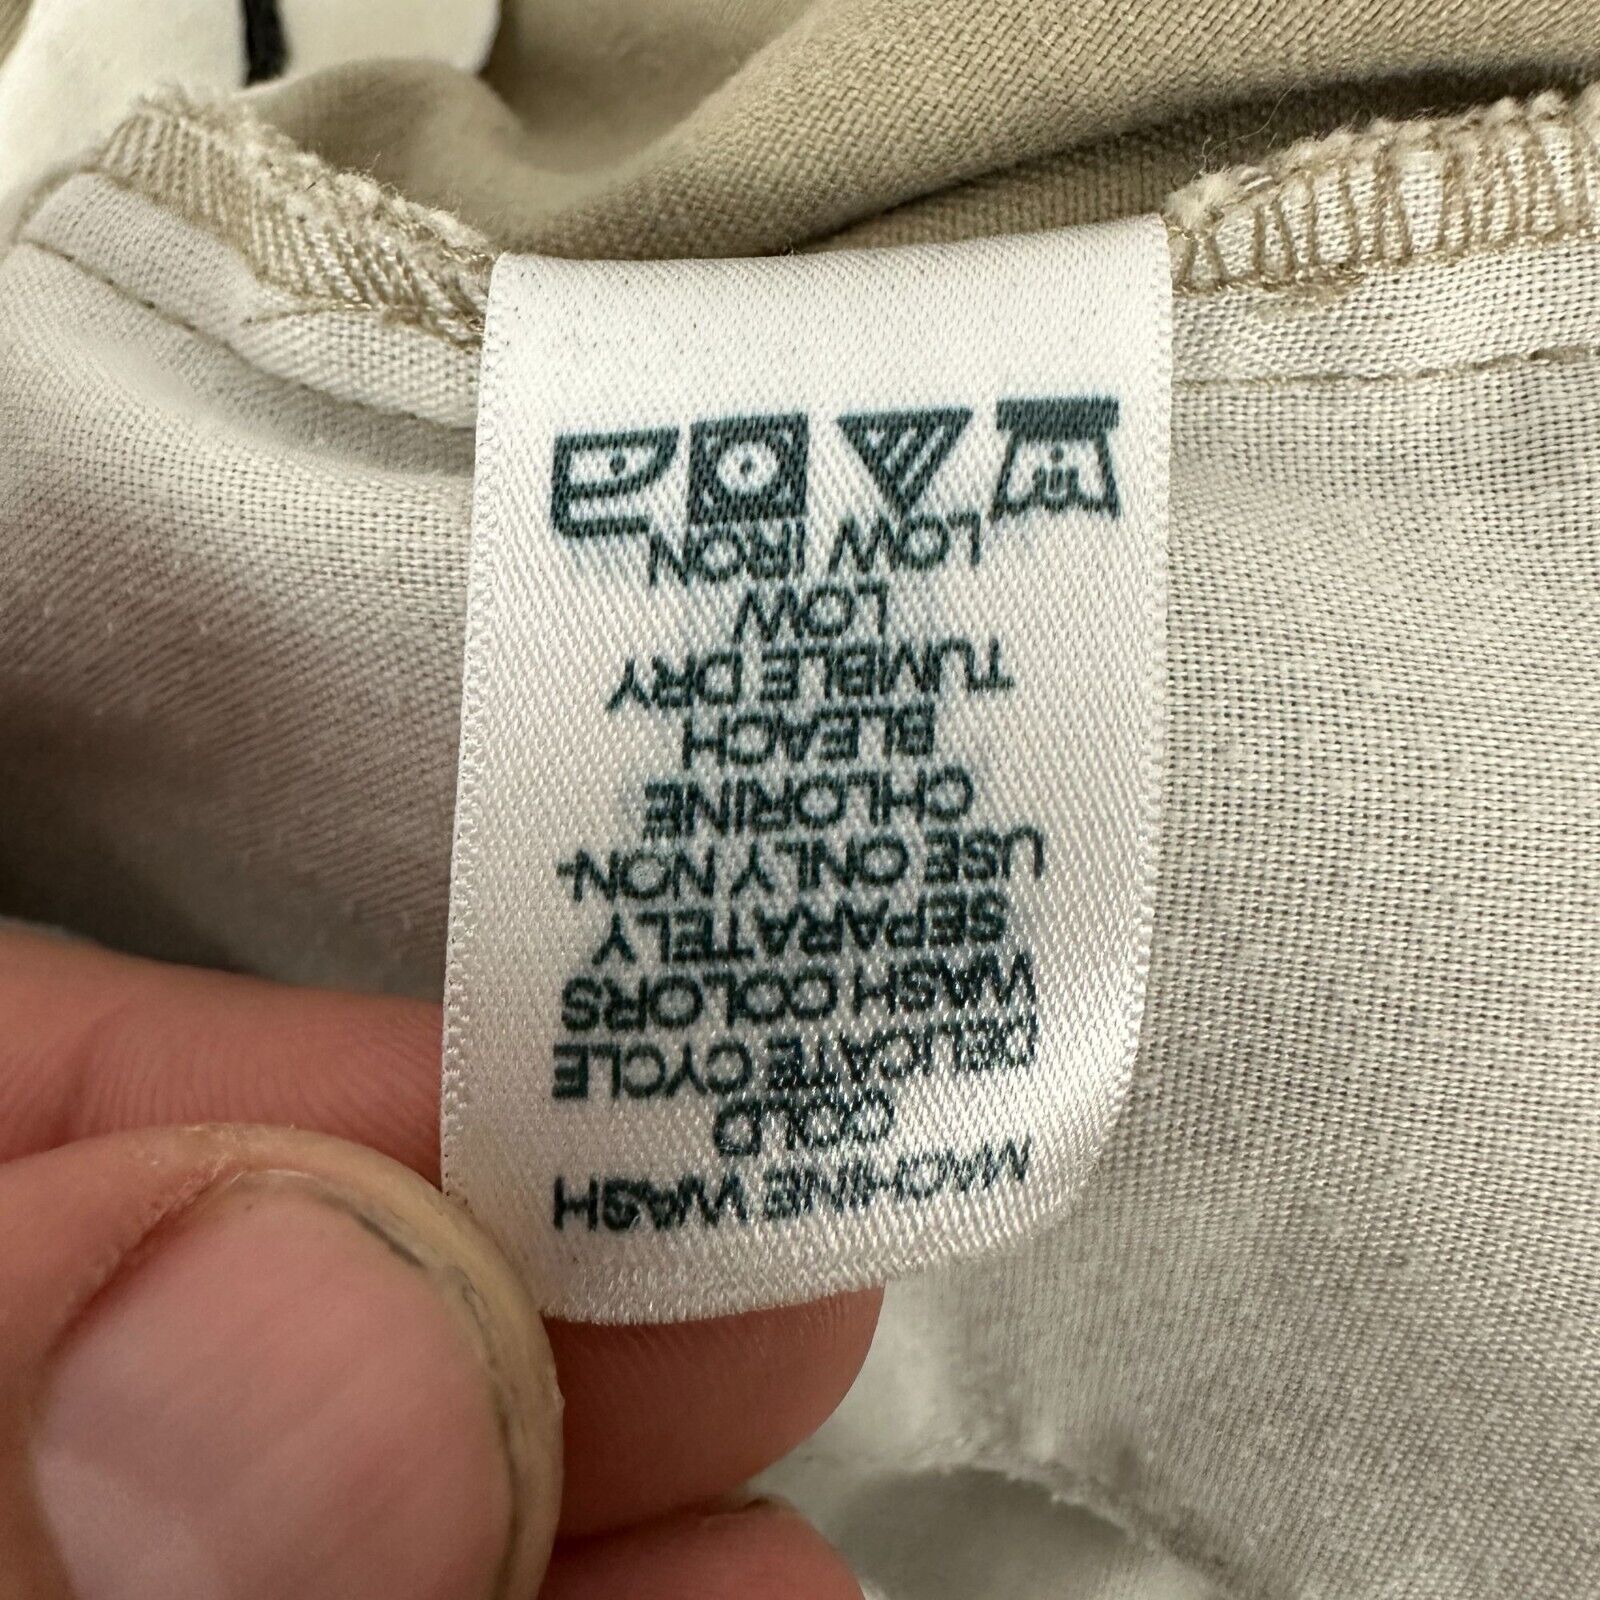 MACHINE WASH
COLD
DELICATE CYCLE
WASH COLORS
SEPARATELY
USE ONLY NON-
CHLORINE
BLEACH
TUMBLE DRY
LOW
LOW IRON